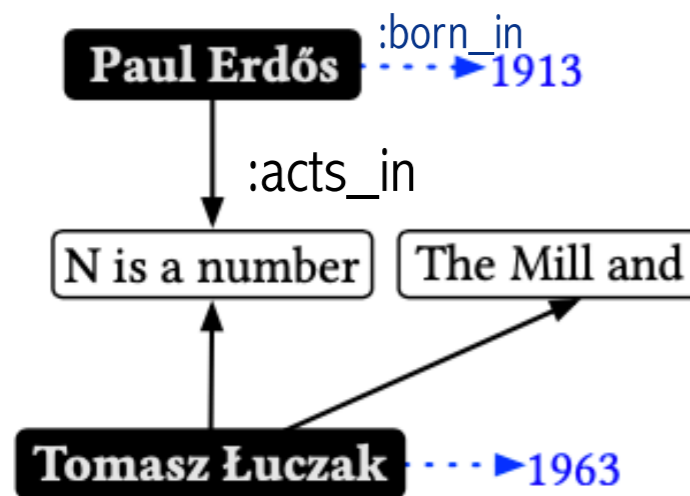 :born_in
Paul Erdős
1913
:acts_in
N is a number
The Mill and
Tomasz Łuczak
1963